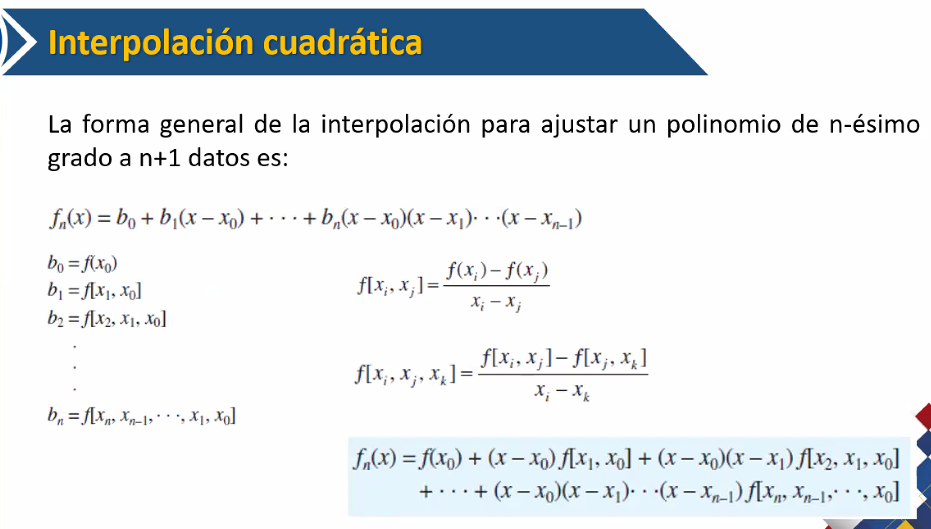 Interpolación cuadrática
La forma general de la interpolación para ajustar un polinomio de n-ésimo
grado a n+1 datos es:
fₙ(x) = b₀ + b₁(x – x₀) + · · · + bₙ(x – x₀)(x – x₁)· · ·(x – xₙ₋₁)
b₀ = f(x₀)
b₁ = f[x₁, x₀]
b₂ = f[x₂, x₁, x₀]
.
.
.
bₙ = f[xₙ, xₙ₋₁, · · ·, x₁, x₀]
f[xᵢ, xⱼ] = (f(xᵢ) – f(xⱼ)) / (xᵢ – xⱼ)
f[xᵢ, xⱼ, xₖ] = (f[xᵢ, xⱼ] – f[xⱼ, xₖ]) / (xᵢ – xₖ)
fₙ(x) = f(x₀) + (x – x₀) f[x₁, x₀] + (x – x₀)(x – x₁) f[x₂, x₁, x₀]
+ · · · + (x – x₀)(x – x₁)· · ·(x – xₙ₋₁) f[xₙ, xₙ₋₁,· · ·, x₀]